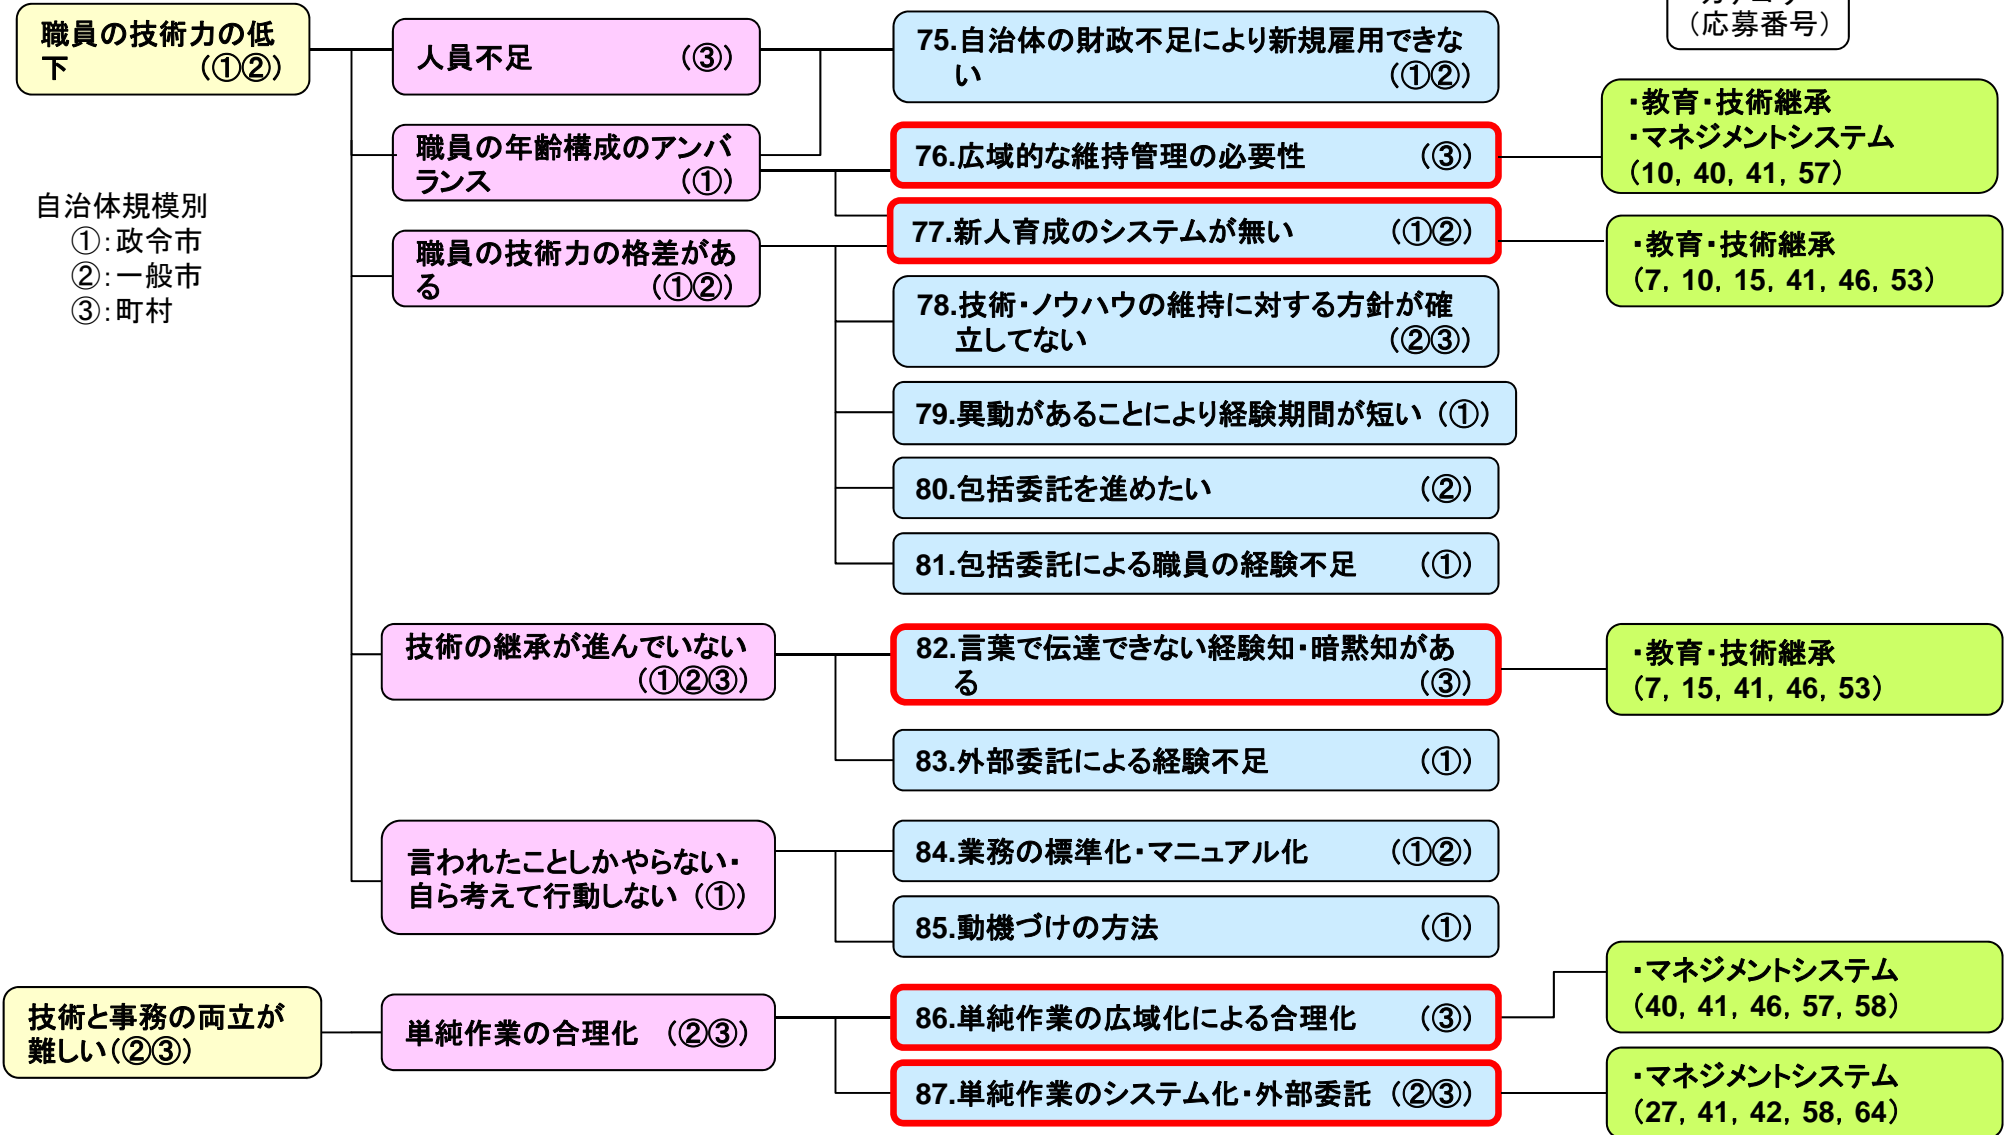 職員の技術力の低
下 (①②)
自治体規模別
①:政令市
②:一般市
③:町村
人員不足 (③)
職員の年齢構成のアンバ
ランス (①)
職員の技術力の格差があ
る (①②)
技術の継承が進んでいない
(①②③)
言われたことしかやらない・
自ら考えて行動しない (①)
技術と事務の両立が
難しい(②③)
単純作業の合理化 (②③)
75.自治体の財政不足により新規雇用できな
い (①②)
76.広域的な維持管理の必要性 (③)
77.新人育成のシステムが無い (①②)
78.技術・ノウハウの維持に対する方針が確
立してない (②③)
79.異動があることにより経験期間が短い (①)
80.包括委託を進めたい (②)
81.包括委託による職員の経験不足 (①)
82.言葉で伝達できない経験知・暗黙知があ
る (③)
83.外部委託による経験不足 (①)
84.業務の標準化・マニュアル化 (①②)
85.動機づけの方法 (①)
86.単純作業の広域化による合理化 (③)
87.単純作業のシステム化・外部委託 (②③)
(応募番号)
・教育・技術継承
・マネジメントシステム
(10, 40, 41, 57)
・教育・技術継承
(7, 10, 15, 41, 46, 53)
・教育・技術継承
(7, 15, 41, 46, 53)
・マネジメントシステム
(40, 41, 46, 57, 58)
・マネジメントシステム
(27, 41, 42, 58, 64)